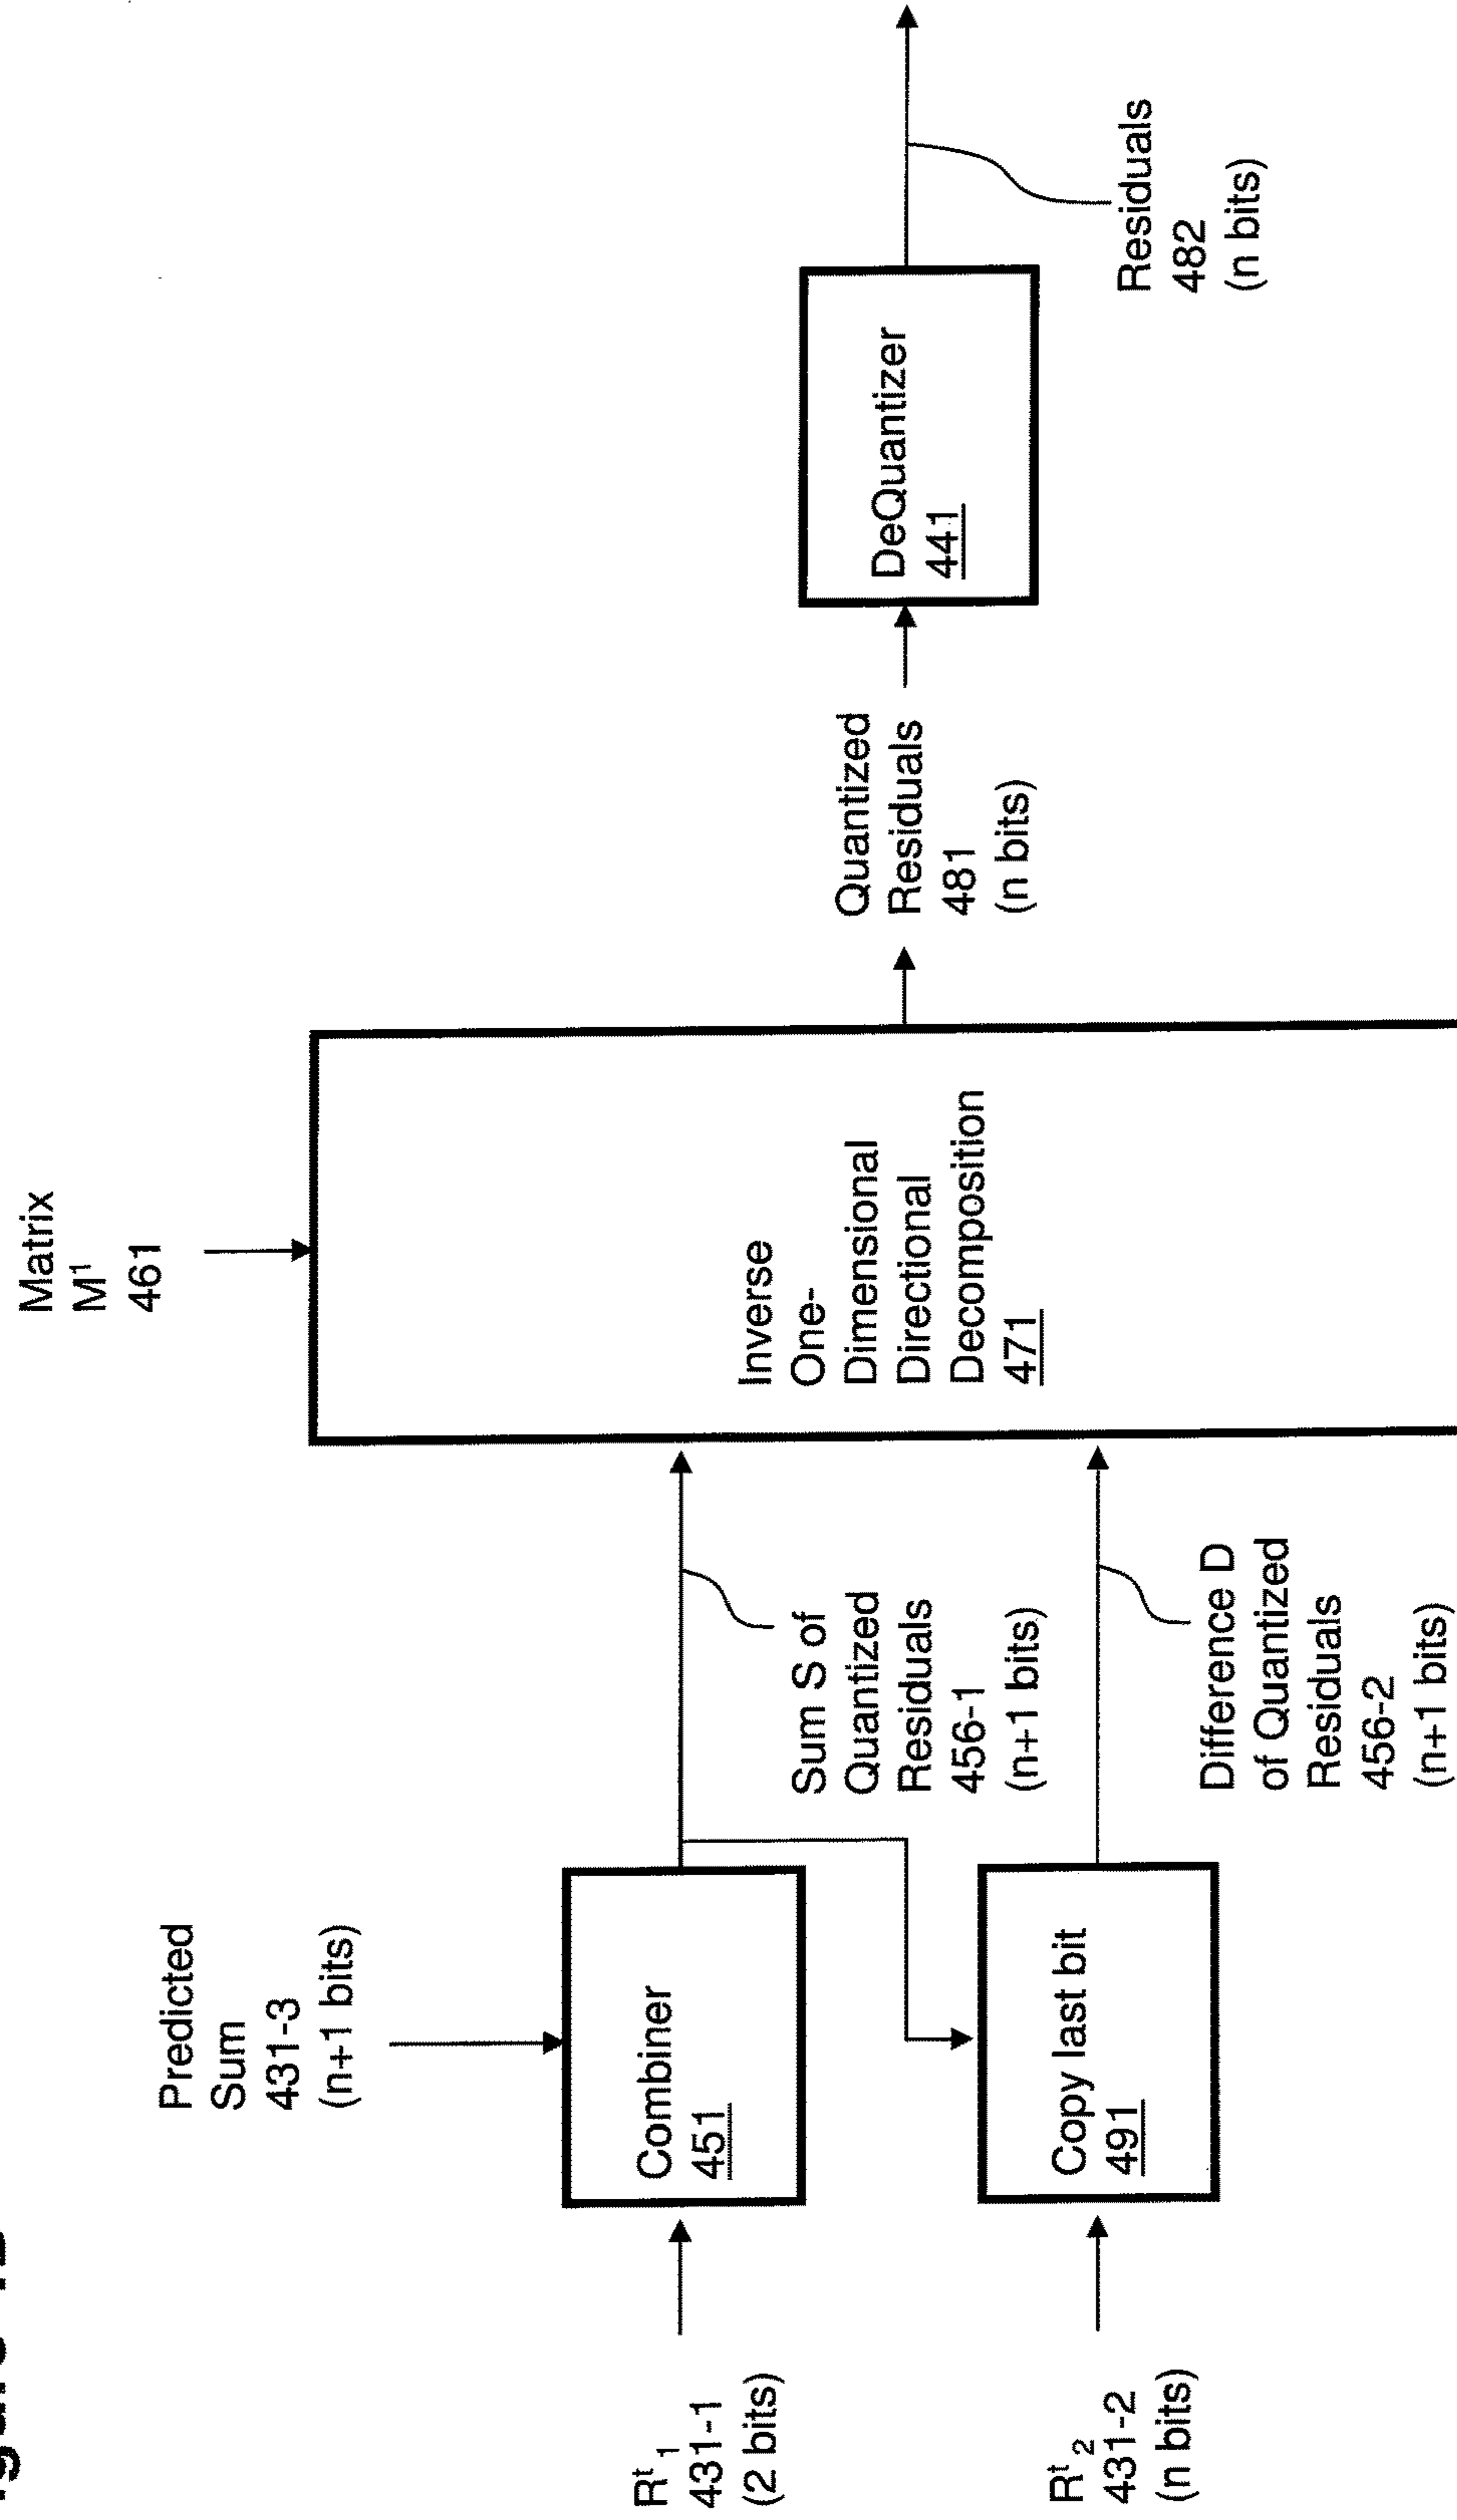 Predicted
Sum
431-3
(n+1 bits)
Matrix
M¹
461
Rᵗ₁
431-1
(2 bits)
Combiner
451
Sum S of
Quantized
Residuals
456-1
(n+1 bits)
Inverse
One-
Dimensional
Directional
Decomposition
471
Quantized
Residuals
481
(n bits)
DeQuantizer
441
Residuals
482
(n bits)
Rᵗ₂
431-2
(n bits)
Copy last bit
491
Difference D
of Quantized
Residuals
456-2
(n+1 bits)